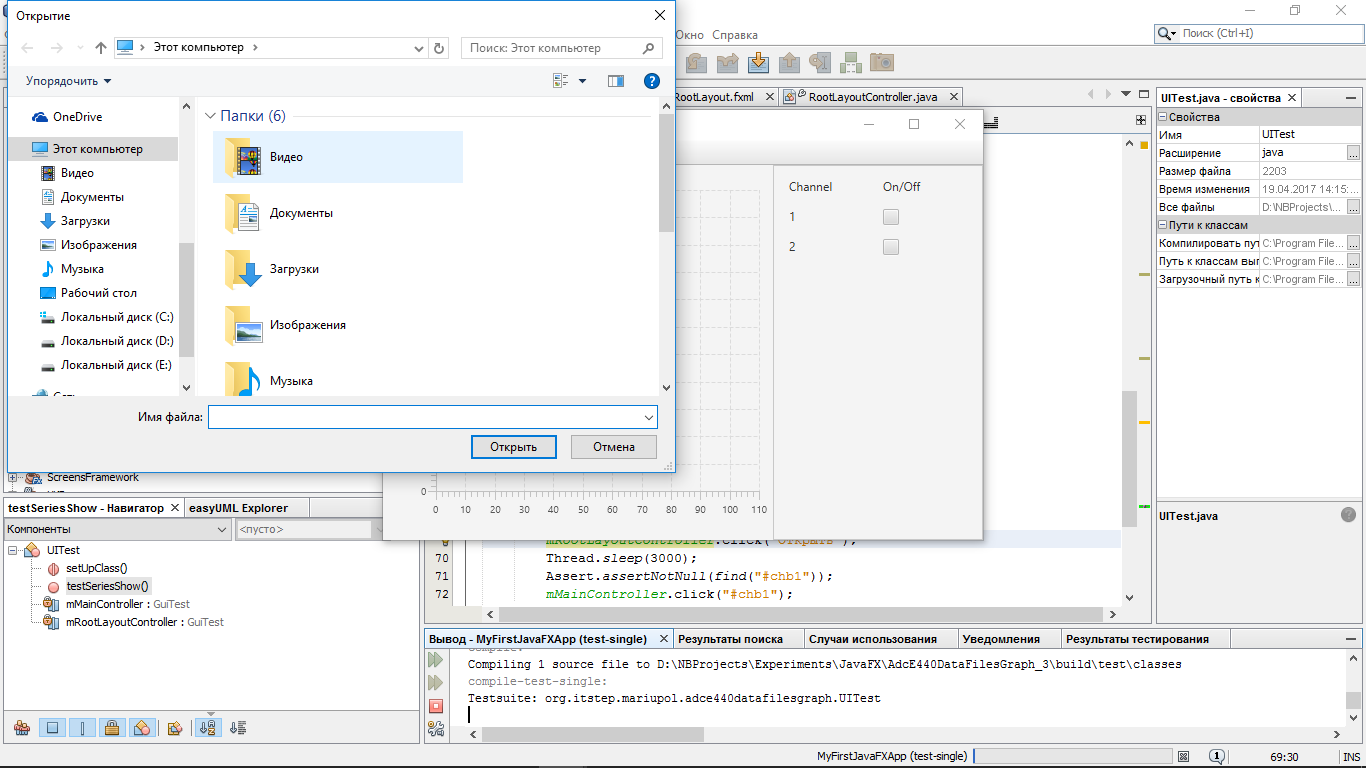 Открытие
Этот компьютер
Поиск: Этот компьютер
Упорядочить
OneDrive
Этот компьютер
Видео
Документы
Загрузки
Изображения
Музыка
Рабочий стол
Локальный диск (C:)
Локальный диск (D:)
Локальный диск (E:)
Папки (6)
Видео
Документы
Загрузки
Изображения
Музыка
Имя файла:
Открыть
Отмена
Окно Справка
Поиск (Ctrl+I)
RootLayout.fxml
RootLayoutController.java
Channel On/Off
1
2
0
0 10 20 30 40 50 60 70 80 90 100 110
UITest.java - свойства
Свойства
Имя UITest
Расширение java
Размер файла 2203
Время изменения 19.04.2017 14:15:...
Все файлы D:\NBProjects\...
Пути к классам
Компилировать пут C:\Program File...
Путь к классам вып C:\Program File...
Загрузочный путь к C:\Program File...
UITest.java
ScreensFramework
testSeriesShow - Навигатор
easyUML Explorer
Компоненты
<пусто>
UITest
setUpClass()
testSeriesShow()
mMainController : GuiTest
mRootLayoutController : GuiTest
mRootLayoutController.click("Открыть");
70 Thread.sleep(3000);
71 Assert.assertNotNull(find("#chb1"));
72 mMainController.click("#chb1");
Вывод - MyFirstJavaFXApp (test-single)
Результаты поиска
Случаи использования
Уведомления
Результаты тестирования
compile:
Compiling 1 source file to D:\NBProjects\Experiments\JavaFX\AdcE440DataFilesGraph_3\build\test\classes
compile-test-single:
Testsuite: org.itstep.mariupol.adce440datafilesgraph.UITest
MyFirstJavaFXApp (test-single)
1
69:30
INS